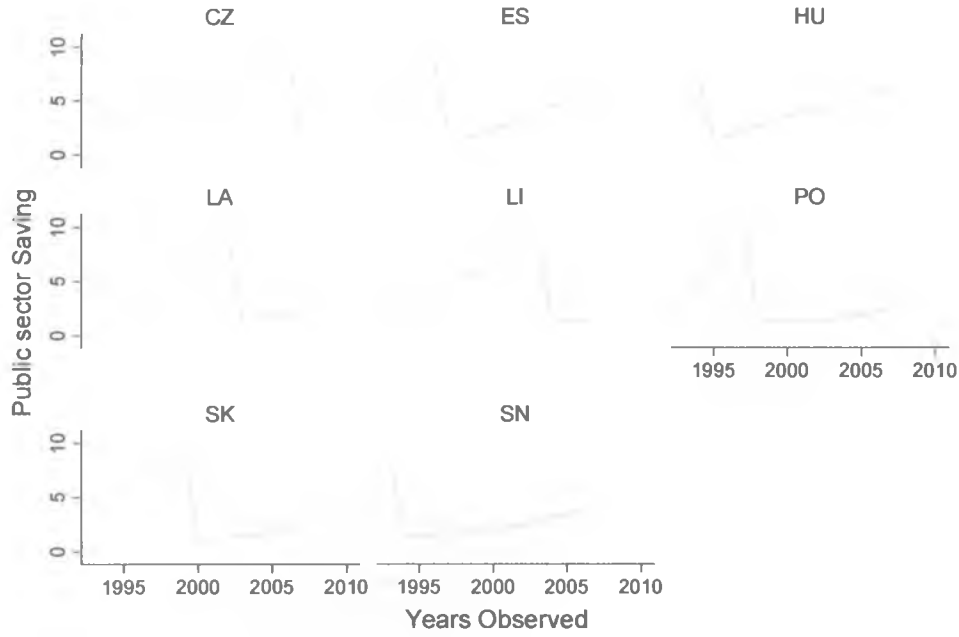 CZ ES HU
10
5
0
LA LI PO
10
5
0
1995 2000 2005 2010
SK SN
10
5
0
1995 2000 2005 2010 1995 2000 2005 2010
Public sector Saving
Years Observed